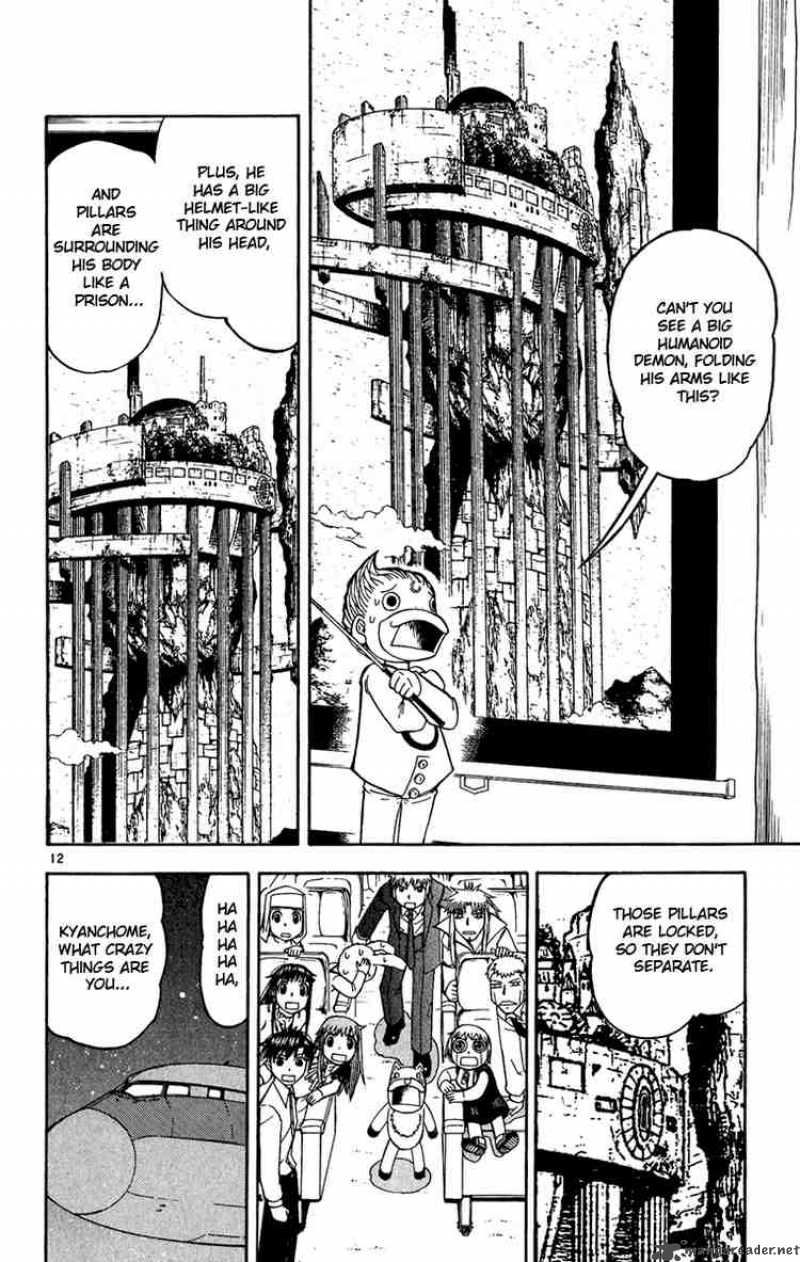 CAN'T YOU
SEE A BIG
HUMANOID
DEMON, FOLDING
HIS ARMS LIKE
THIS?
PLUS, HE
HAS A BIG
HELMET-LIKE
THING AROUND
HIS HEAD,
AND
PILLARS
ARE
SURROUNDING
HIS BODY
LIKE A
PRISON...
12
THOSE PILLARS
ARE LOCKED,
SO THEY DON'T
SEPARATE.
HA
HA
HA
HA
HA,
KYANCHOME,
WHAT CRAZY
THINGS ARE
YOU...
mangareader.net